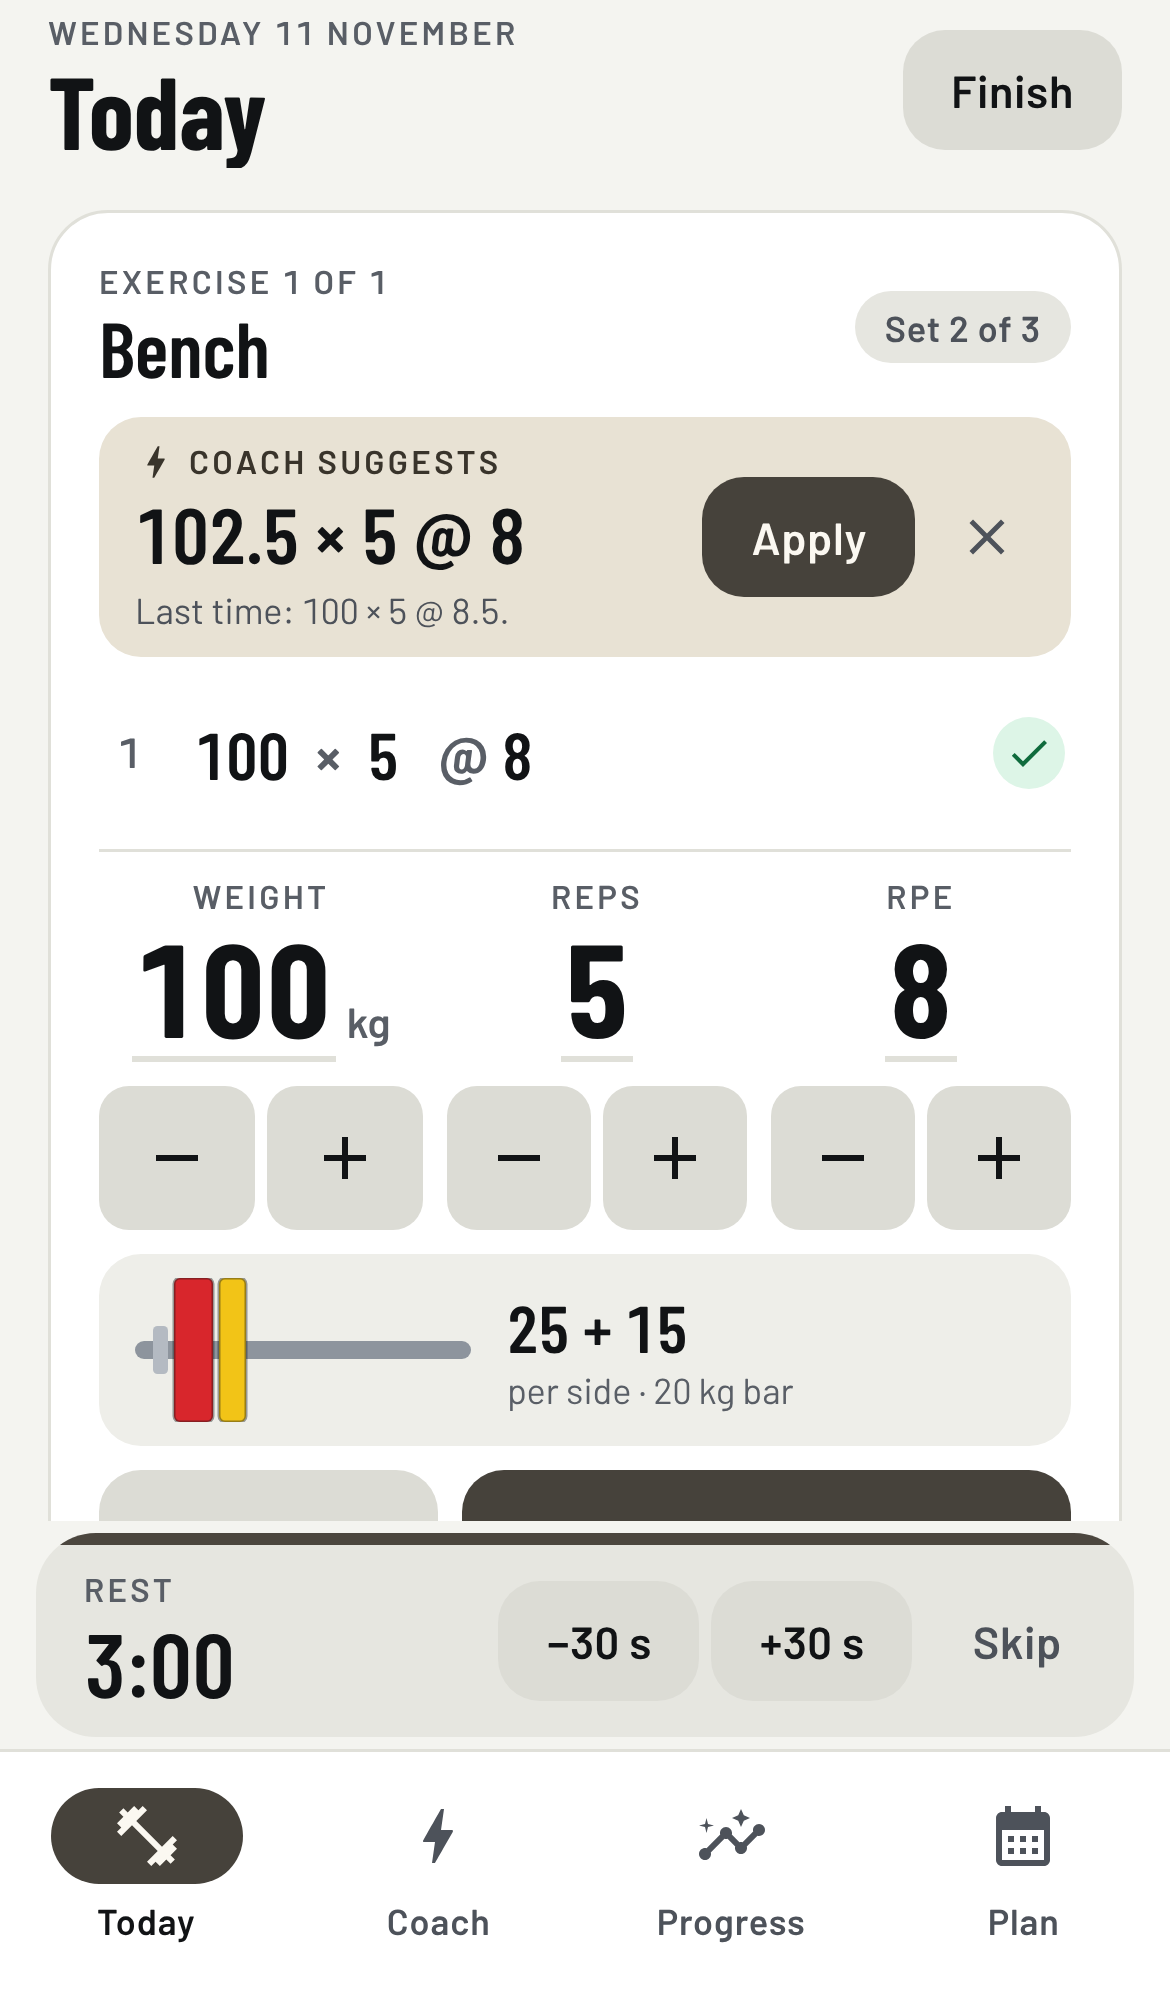 WEDNESDAY 11 NOVEMBER
Today
Finish
EXERCISE 1 OF 1
Bench
Set 2 of 3
COACH SUGGESTS
102.5 × 5 @ 8
Last time: 100 × 5 @ 8.5.
Apply
1 100 × 5 @ 8
WEIGHT REPS RPE
100 kg 5 8
25 + 15
per side · 20 kg bar
REST
3:00
−30 s +30 s Skip
Today Coach Progress Plan